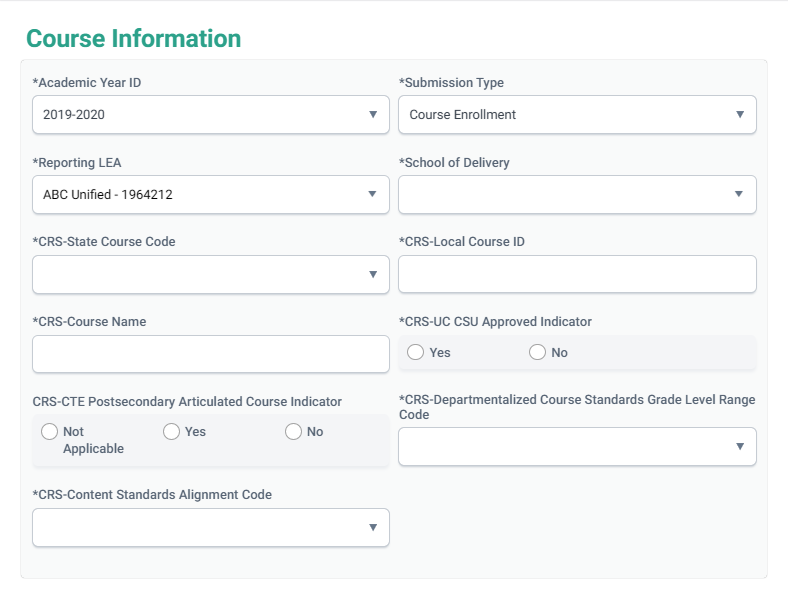 Course Information
*Academic Year ID
*Submission Type
2019-2020
Course Enrollment
*Reporting LEA
*School of Delivery
ABC Unified - 1964212
*CRS-State Course Code
*CRS-Local Course ID
*CRS-Course Name
*CRS-UC CSU Approved Indicator
Yes
No
CRS-CTE Postsecondary Articulated Course Indicator
*CRS-Departmentalized Course Standards Grade Level Range
Code
Not
Applicable
Yes
No
*CRS-Content Standards Alignment Code